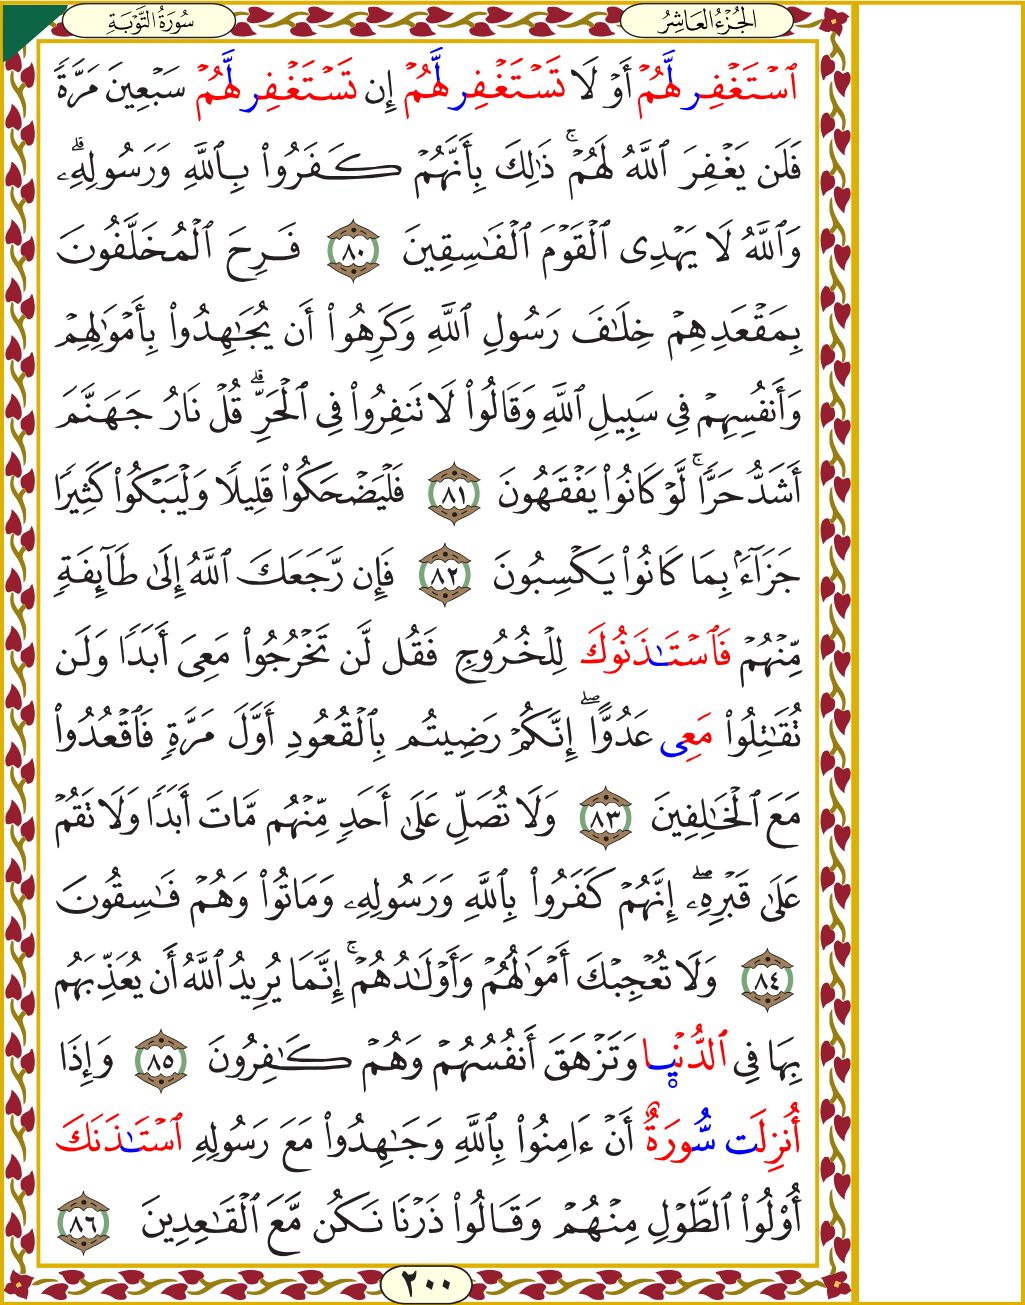 الجُزْءُ العَاشِرُ
سُورَةُ التَّوْبَةِ
ٱسْتَغْفِر لَّهُمْ أَوْ لَا تَسْتَغْفِر لَّهُمْ إِن تَسْتَغْفِر لَّهُمْ سَبْعِينَ مَرَّةً
فَلَن يَغْفِرَ ٱللَّهُ لَهُمْۚ ذَٰلِكَ بِأَنَّهُمْ كَفَرُوا۟ بِٱللَّهِ وَرَسُولِهِۦۗ
وَٱللَّهُ لَا يَهْدِى ٱلْقَوْمَ ٱلْفَٰسِقِينَ ٨٠ فَرِحَ ٱلْمُخَلَّفُونَ
بِمَقْعَدِهِمْ خِلَٰفَ رَسُولِ ٱللَّهِ وَكَرِهُوا۟ أَن يُجَٰهِدُوا۟ بِأَمْوَٰلِهِمْ
وَأَنفُسِهِمْ فِى سَبِيلِ ٱللَّهِ وَقَالُوا۟ لَا تَنفِرُوا۟ فِى ٱلْحَرِّۗ قُلْ نَارُ جَهَنَّمَ
أَشَدُّ حَرًّاۚ لَّوْ كَانُوا۟ يَفْقَهُونَ ٨١ فَلْيَضْحَكُوا۟ قَلِيلًا وَلْيَبْكُوا۟ كَثِيرًا
جَزَآءًۢ بِمَا كَانُوا۟ يَكْسِبُونَ ٨٢ فَإِن رَّجَعَكَ ٱللَّهُ إِلَىٰ طَآئِفَةٍ
مِّنْهُمْ فَٱسْتَـٰذَنُوكَ لِلْخُرُوجِ فَقُل لَّن تَخْرُجُوا۟ مَعِىَ أَبَدًا وَلَن
تُقَٰتِلُوا۟ مَعِى عَدُوًّاۖ إِنَّكُمْ رَضِيتُم بِٱلْقُعُودِ أَوَّلَ مَرَّةٍ فَٱقْعُدُوا۟
مَعَ ٱلْخَٰلِفِينَ ٨٣ وَلَا تُصَلِّ عَلَىٰ أَحَدٍ مِّنْهُم مَّاتَ أَبَدًا وَلَا تَقُمْ
عَلَىٰ قَبْرِهِۦۖ إِنَّهُمْ كَفَرُوا۟ بِٱللَّهِ وَرَسُولِهِۦ وَمَاتُوا۟ وَهُمْ فَٰسِقُونَ
٨٤ وَلَا تُعْجِبْكَ أَمْوَٰلُهُمْ وَأَوْلَٰدُهُمْۚ إِنَّمَا يُرِيدُ ٱللَّهُ أَن يُعَذِّبَهُم
بِهَا فِى ٱلدُّنْيٜا وَتَزْهَقَ أَنفُسُهُمْ وَهُمْ كَٰفِرُونَ ٨٥ وَإِذَا
أُنزِلَت سُّورَةٌ أَنْ ءَامِنُوا۟ بِٱللَّهِ وَجَٰهِدُوا۟ مَعَ رَسُولِهِ ٱسْتَـٰذَنَكَ
أُو۟لُوا۟ ٱلطَّوْلِ مِنْهُمْ وَقَالُوا۟ ذَرْنَا نَكُن مَّعَ ٱلْقَٰعِدِينَ ٨٦
٢٠٠